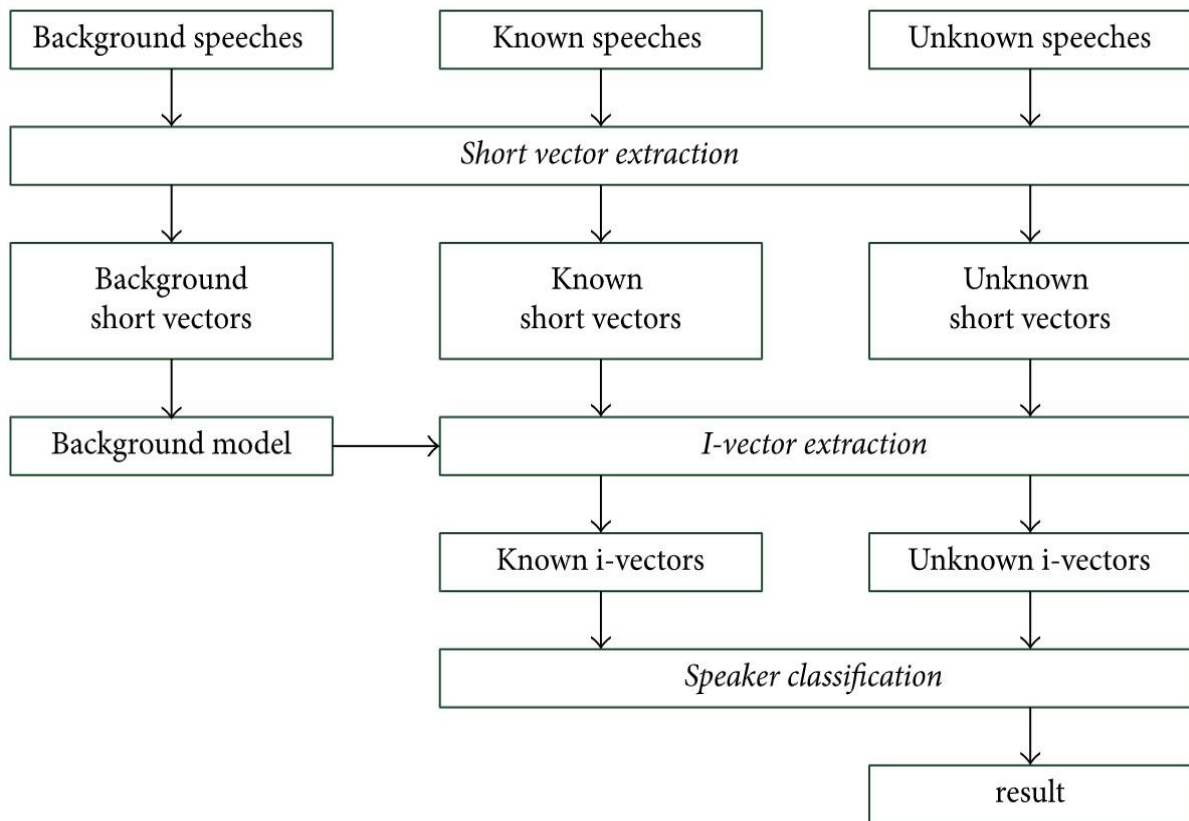 Background speeches
Known speeches
Unknown speeches
Short vector extraction
Background
short vectors
Known
short vectors
Unknown
short vectors
Background model
I-vector extraction
Known i-vectors
Unknown i-vectors
Speaker classification
result